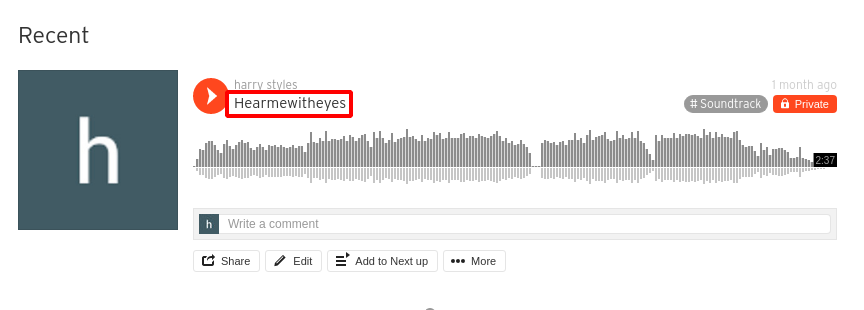 Recent
harry styles
1 month ago
Hearmewitheyes
# Soundtrack
Private
h
2:37
h
Write a comment
Share
Edit
Add to Next up
More